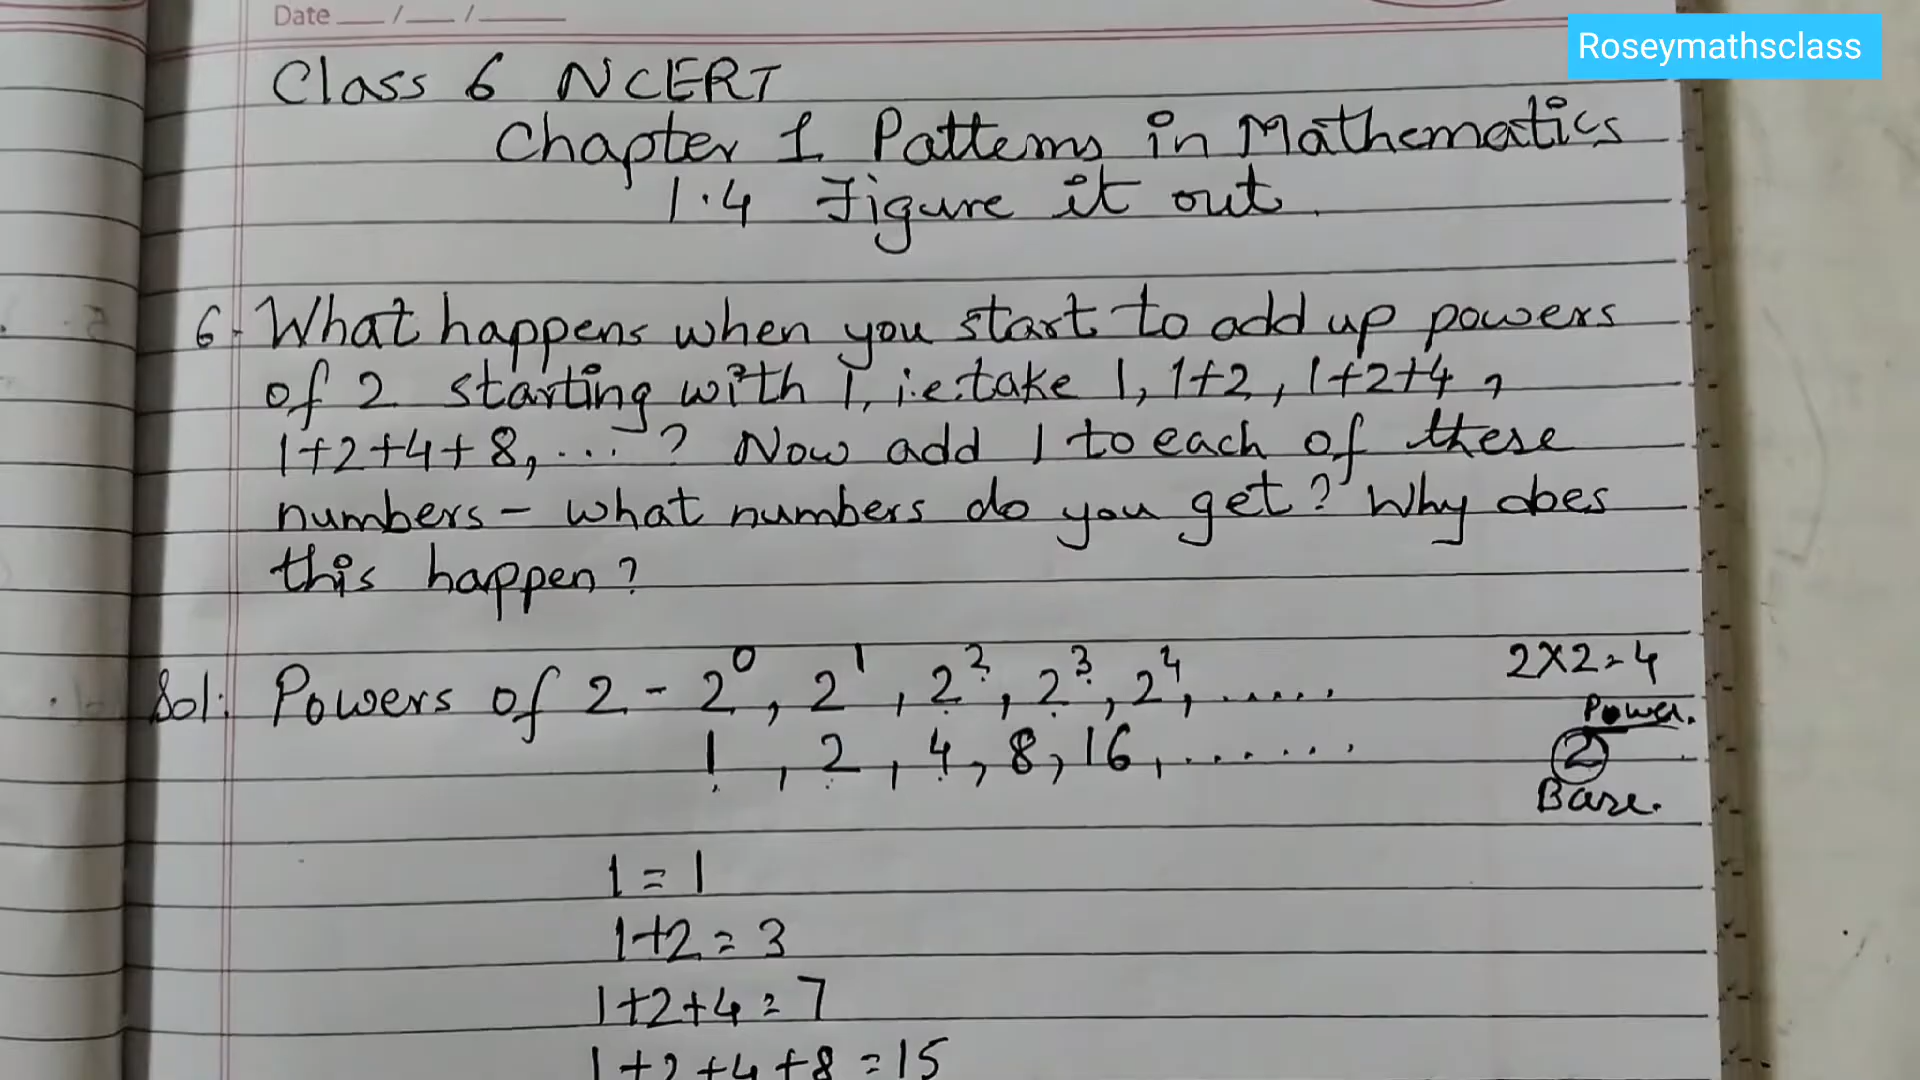 Date __/__/____
Roseymathsclass
Class 6 NCERT
Chapter 1 Patterns in Mathematics
1.4 Figure it out.
6. What happens when you start to add up powers
of 2 starting with 1, i.e. take 1, 1+2, 1+2+4,
1+2+4+8, ... ? Now add 1 to each of these
numbers - what numbers do you get? Why does
this happen?
Sol: Powers of 2 - 2⁰, 2¹, 2², 2³, 2⁴, .....
1, 2, 4, 8, 16, .......
2×2=4
Power.
2
Base.
1 = 1
1+2 = 3
1+2+4 = 7
1+2+4+8 = 15